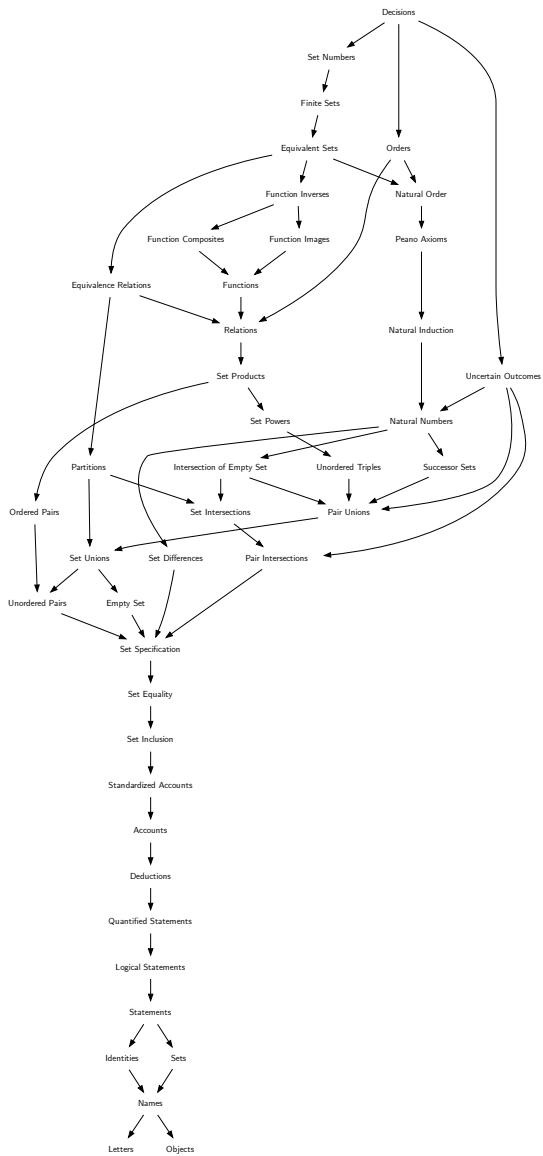 Decisions
Set Numbers
Finite Sets
Equivalent Sets
Orders
Function Inverses
Natural Order
Function Composites
Function Images
Peano Axioms
Equivalence Relations
Functions
Relations
Natural Induction
Set Products
Uncertain Outcomes
Set Powers
Natural Numbers
Partitions
Intersection of Empty Set
Unordered Triples
Successor Sets
Ordered Pairs
Set Intersections
Pair Unions
Set Unions
Set Differences
Pair Intersections
Unordered Pairs
Empty Set
Set Specification
Set Equality
Set Inclusion
Standardized Accounts
Accounts
Deductions
Quantified Statements
Logical Statements
Statements
Identities
Sets
Names
Letters
Objects